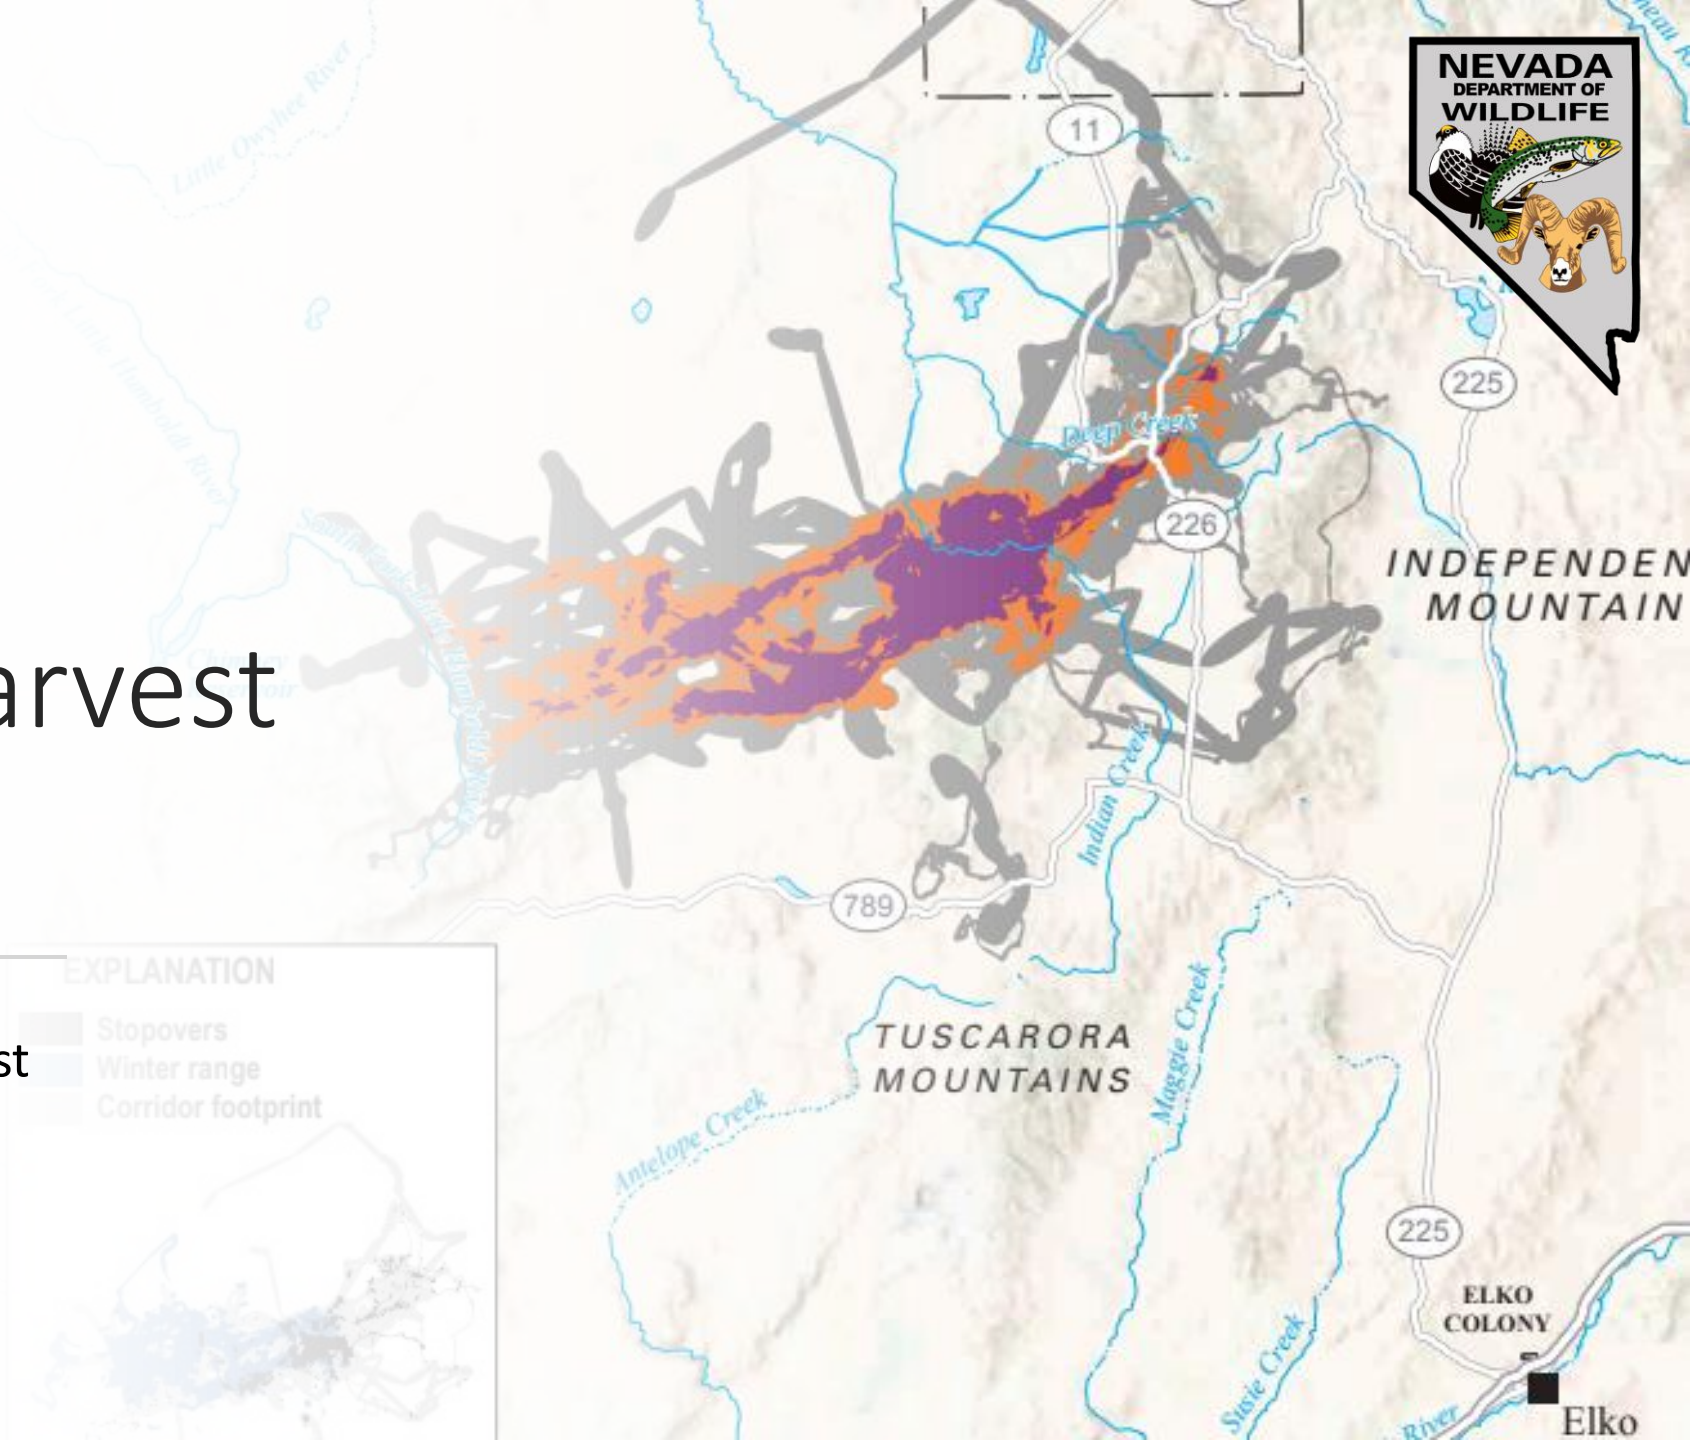 NEVADA
DEPARTMENT OF
WILDLIFE
Little Owyhee River
11
225
Deep Creek
226
INDEPENDEN
MOUNTAIN
arvest
Indian Creek
789
EXPLANATION
Stopovers
Winter range
Corridor footprint
st
TUSCARORA
MOUNTAINS
Maggie Creek
Antelope Creek
225
ELKO
COLONY
Susie Creek
River
Elko